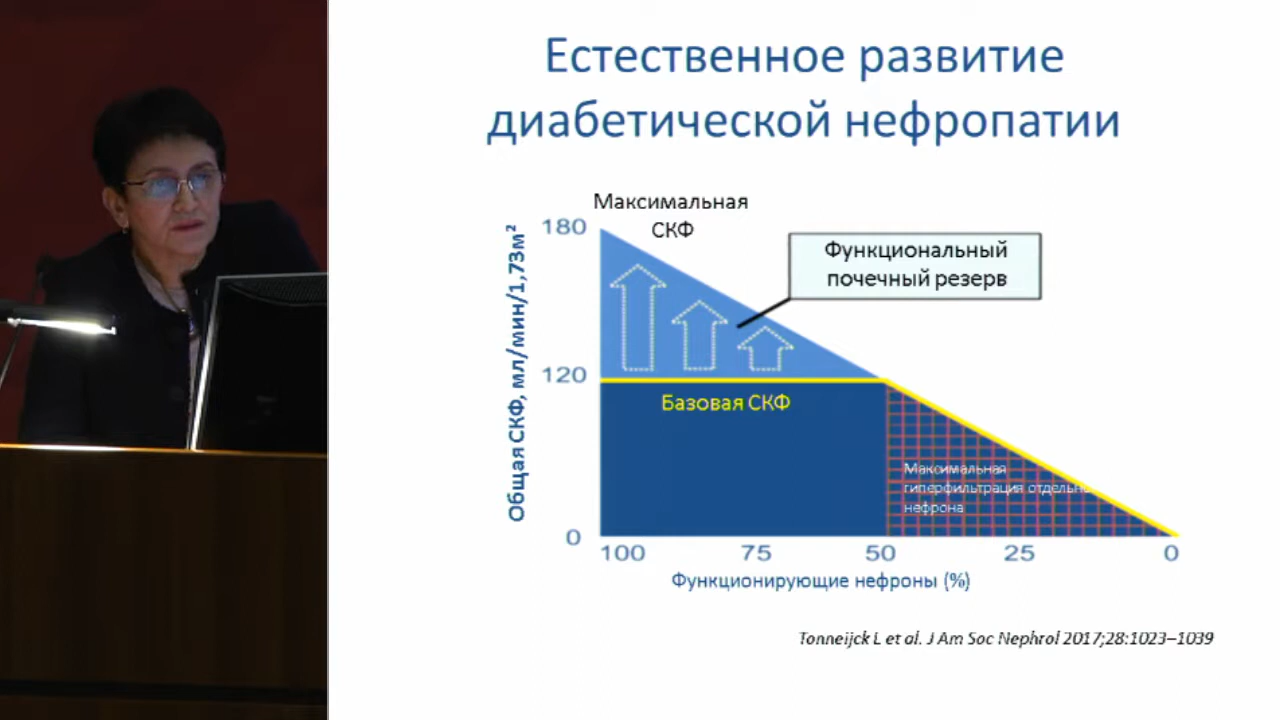 Естественное развитие
диабетической нефропатии
Максимальная
СКФ
Функциональный
почечный резерв
180
120
0
Общая СКФ, мл/мин/1,73м²
Базовая СКФ
Максимальная
гиперфильтрация
нефрона
100 75 50 25 0
Функционирующие нефроны (%)
Tonneijck L et al. J Am Soc Nephrol 2017;28:1023–1039